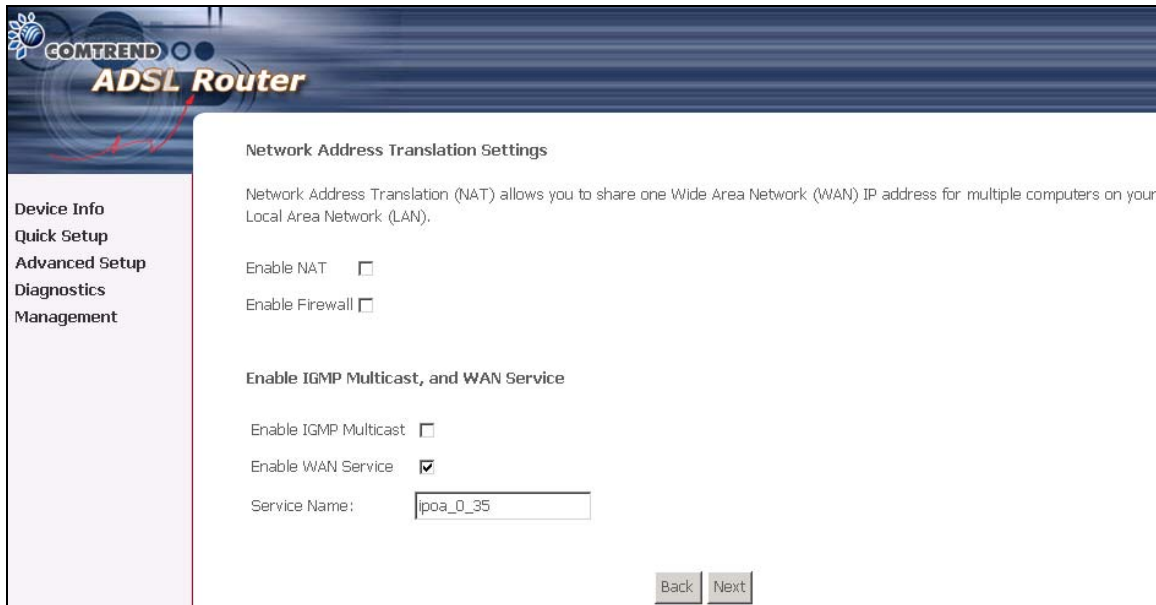 COMTREND
ADSL Router
Device Info
Quick Setup
Advanced Setup
Diagnostics
Management
Network Address Translation Settings
Network Address Translation (NAT) allows you to share one Wide Area Network (WAN) IP address for multiple computers on your
Local Area Network (LAN).
Enable NAT
Enable Firewall
Enable IGMP Multicast, and WAN Service
Enable IGMP Multicast
Enable WAN Service
Service Name: ipoa_0_35
Back Next